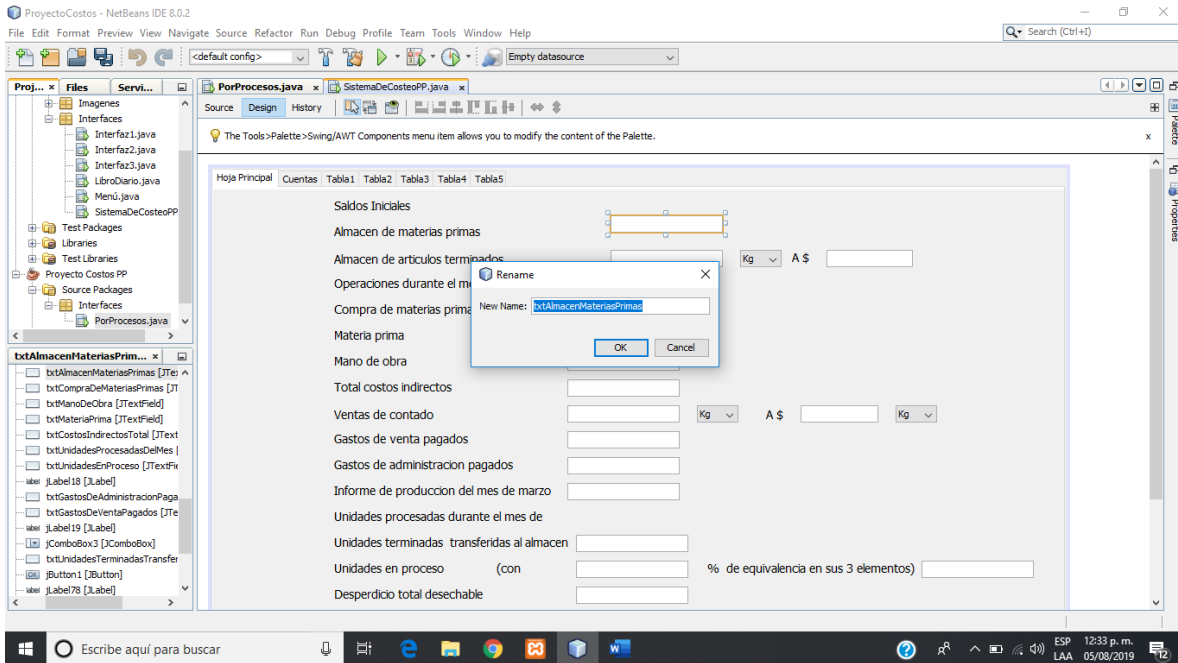 ProyectoCostos - NetBeans IDE 8.0.2
File Edit Format Preview View Navigate Source Refactor Run Debug Profile Team Tools Window Help
Search (Ctrl+I)
<default config>
Empty datasource
Proj... x Files Servi...
PorProcesos.java x SistemaDeCosteoPP.java x
Source Design History
The Tools>Palette>Swing/AWT Components menu item allows you to modify the content of the Palette. x
Palette
Properties
Imagenes
Interfaces
Interfaz1.java
Interfaz2.java
Interfaz3.java
LibroDiario.java
Menú.java
SistemaDeCosteoPP
Test Packages
Libraries
Test Libraries
Proyecto Costos PP
Source Packages
Interfaces
PorProcesos.java
txtAlmacenMateriasPrim... x
txtAlmacenMateriasPrimas [JTex
txtCompraDeMateriasPrimas [JT
txtManoDeObra [JTextField]
txtMateriaPrima [JTextField]
txtCostosIndirectosTotal [JText
txtUnidadesProcesadasDelMes [
txtUnidadesEnProceso [JTextFie
label jLabel18 [JLabel]
txtGastosDeAdministracionPaga
txtGastosDeVentaPagados [JTe
label jLabel19 [JLabel]
jComboBox3 [JComboBox]
txtUnidadesTerminadasTransfer
OK jButton1 [JButton]
label jLabel78 [JLabel]
Hoja Principal Cuentas Tabla1 Tabla2 Tabla3 Tabla4 Tabla5
Saldos Iniciales
Almacen de materias primas
Almacen de articulos terminados Kg A $
Operaciones durante el me
Compra de materias prima
Materia prima
Mano de obra
Total costos indirectos
Ventas de contado Kg A $ Kg
Gastos de venta pagados
Gastos de administracion pagados
Informe de produccion del mes de marzo
Unidades procesadas durante el mes de
Unidades terminadas transferidas al almacen
Unidades en proceso (con % de equivalencia en sus 3 elementos)
Desperdicio total desechable
Rename
New Name: txtAlmacenMateriasPrimas
OK Cancel
Escribe aquí para buscar
ESP
LAA
12:33 p. m.
05/08/2019
12